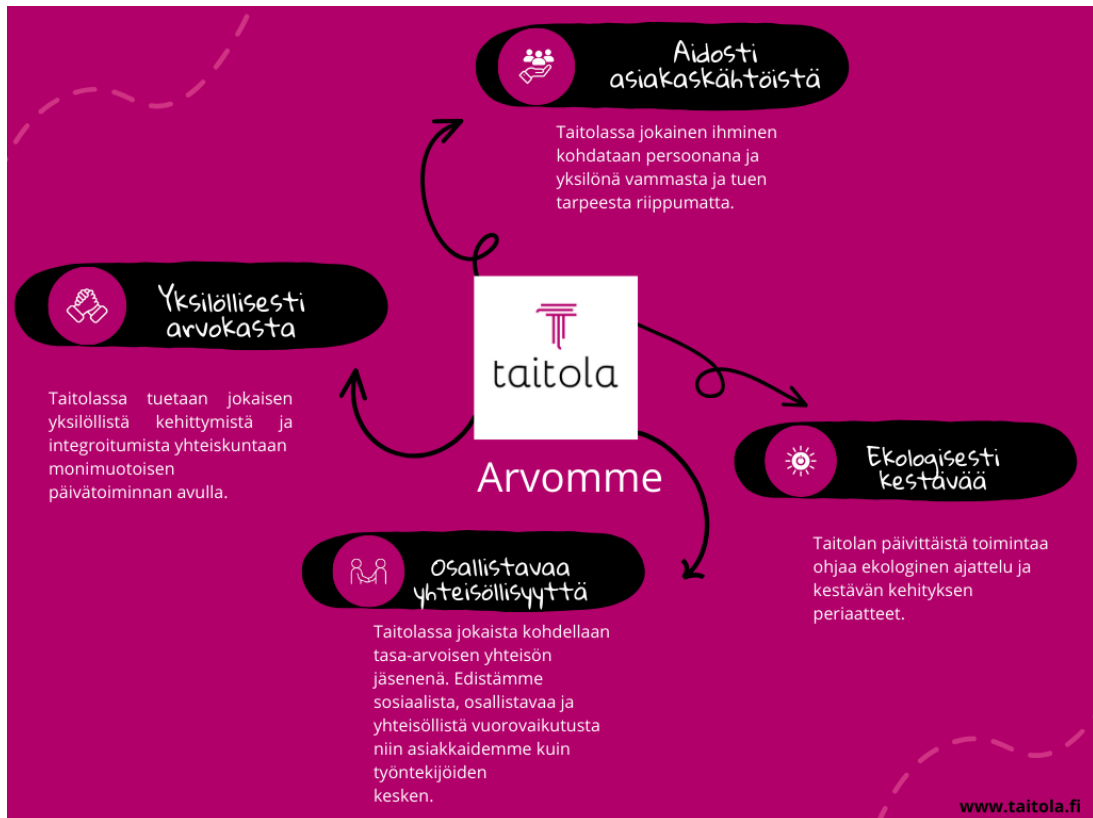 Aidosti
asiakaskähtöistä
Taitolassa jokainen ihminen
kohdataan persoonana ja
yksilönä vammasta ja tuen
tarpeesta riippumatta.
Yksilöllisesti
arvokasta
Taitolassa tuetaan jokaisen
yksilöllistä kehittymistä ja
integroitumista yhteiskuntaan
monimuotoisen
päivätoiminnan avulla.
taitola
Arvomme
Ekologisesti
kestävää
Taitolan päivittäistä toimintaa
ohjaa ekologinen ajattelu ja
kestävän kehityksen
periaatteet.
Osallistavaa
yhteisöllisyyttä
Taitolassa jokaista kohdellaan
tasa-arvoisen yhteisön
jäsenenä. Edistämme
sosiaalista, osallistavaa ja
yhteisöllistä vuorovaikutusta
niin asiakkaidemme kuin
työntekijöiden
kesken.
www.taitola.fi